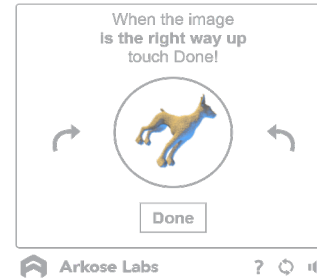 When the image
is the right way up
touch Done!
Done
Arkose Labs
?